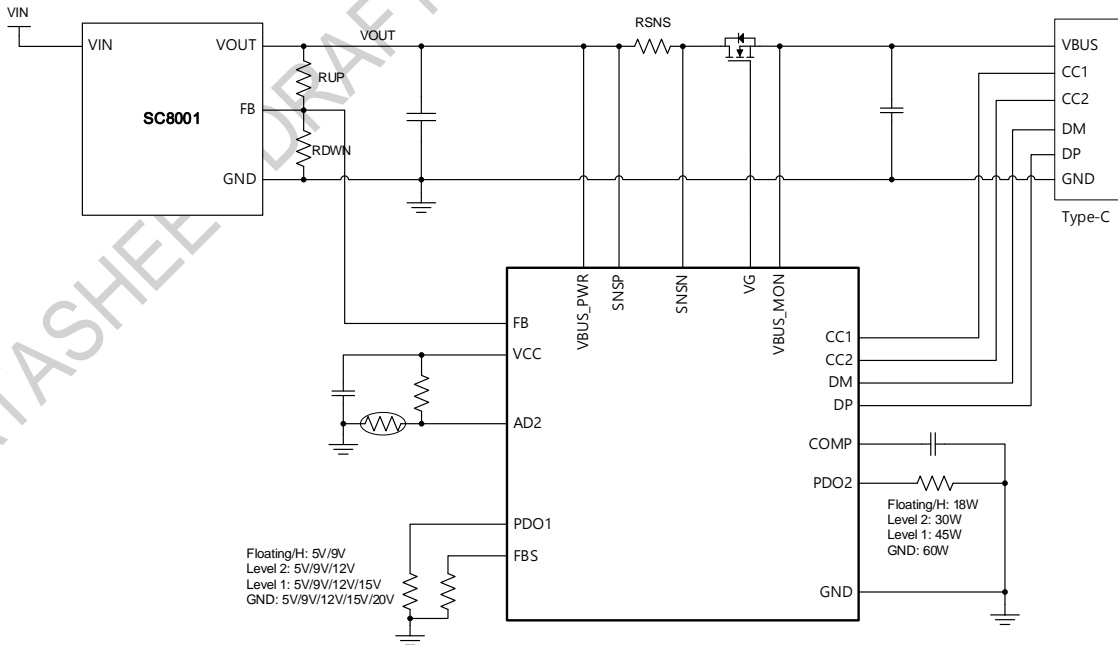 VIN
VIN
VOUT
FB
GND
SC8001
RUP
RDWN
VOUT
RSNS
VBUS
CC1
CC2
DM
DP
GND
Type-C
VBUS_PWR
SNSP
SNSN
VG
VBUS_MON
FB
VCC
AD2
PDO1
FBS
CC1
CC2
DM
DP
COMP
PDO2
GND
Floating/H: 18W
Level 2: 30W
Level 1: 45W
GND: 60W
Floating/H: 5V/9V
Level 2: 5V/9V/12V
Level 1: 5V/9V/12V/15V
GND: 5V/9V/12V/15V/20V
DRAFT